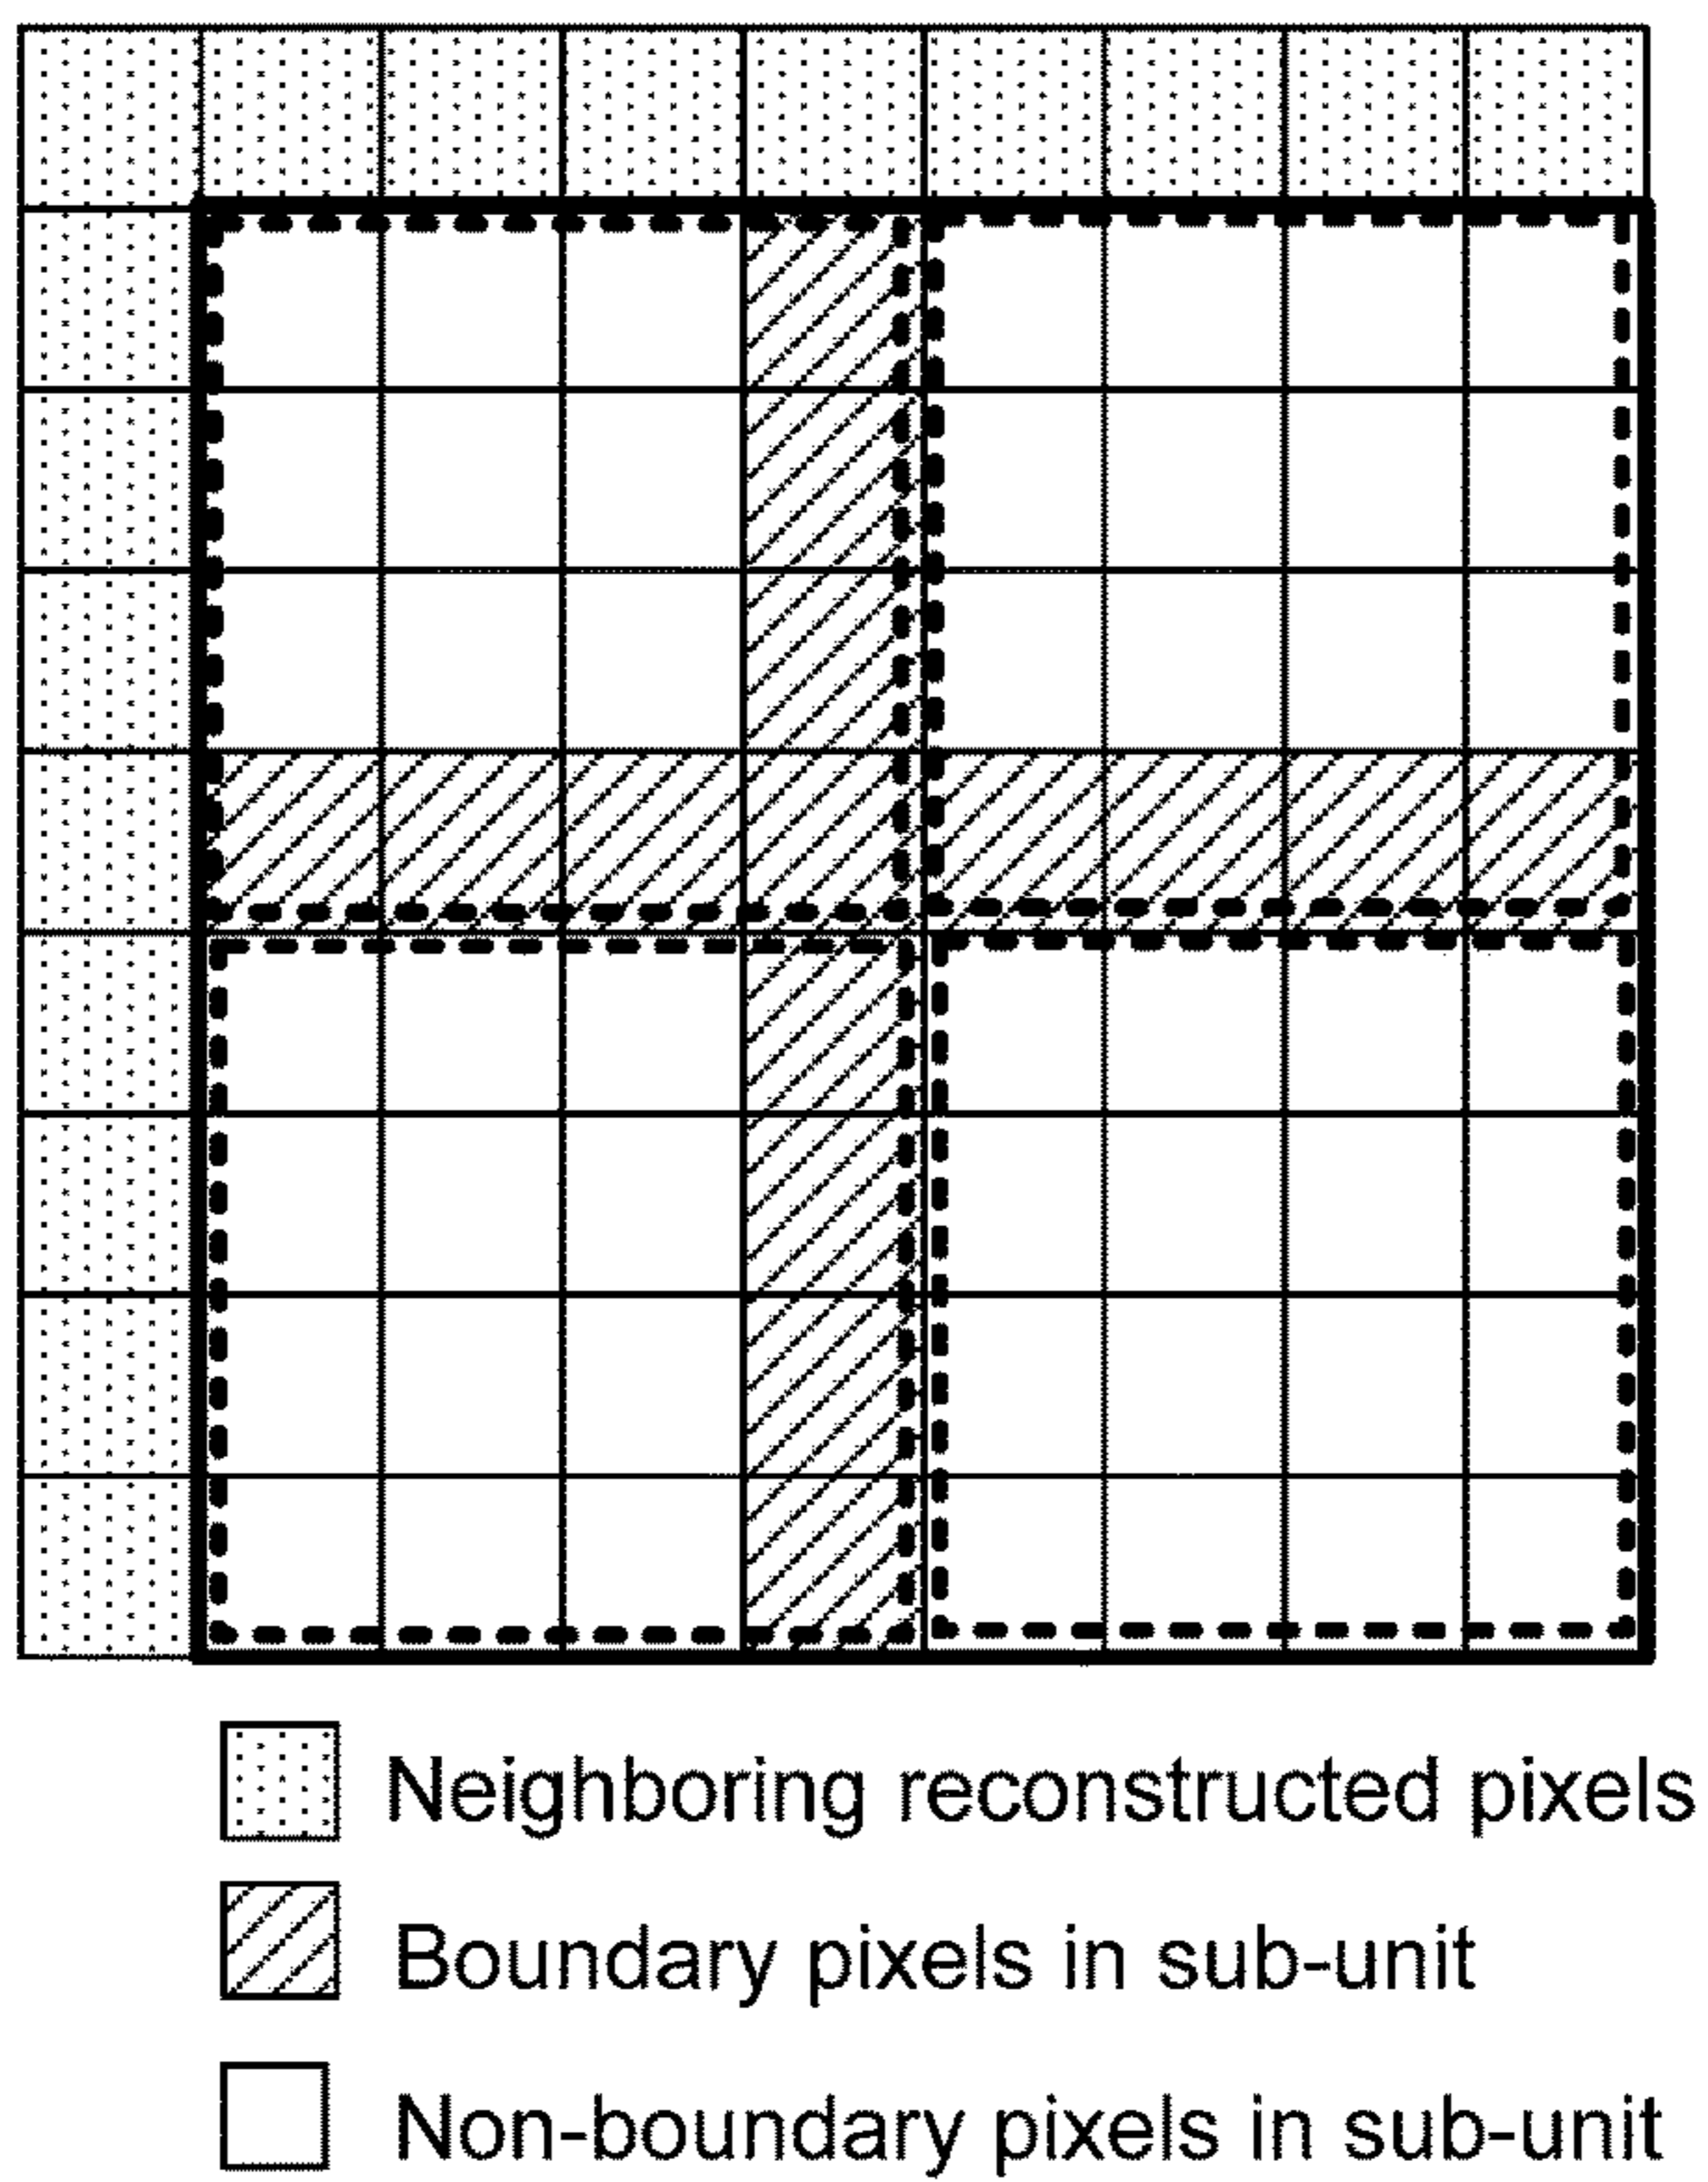 Neighboring reconstructed pixels
Boundary pixels in sub-unit
Non-boundary pixels in sub-unit